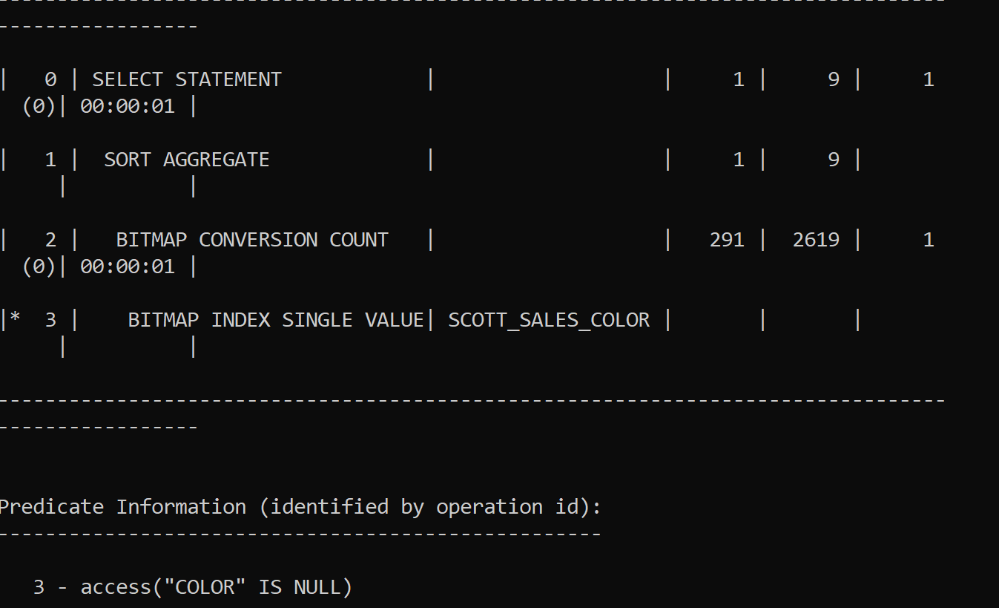 --------------------------------------------------------------------------------
-----------------
|   0 | SELECT STATEMENT            |                   |     1 |     9 |     1
  (0)| 00:00:01 |
|   1 |  SORT AGGREGATE             |                   |     1 |     9 |
     |          |
|   2 |   BITMAP CONVERSION COUNT   |                   |   291 |  2619 |     1
  (0)| 00:00:01 |
|*  3 |    BITMAP INDEX SINGLE VALUE| SCOTT_SALES_COLOR |       |       |
     |          |
--------------------------------------------------------------------------------
-----------------
Predicate Information (identified by operation id):
---------------------------------------------------
   3 - access("COLOR" IS NULL)